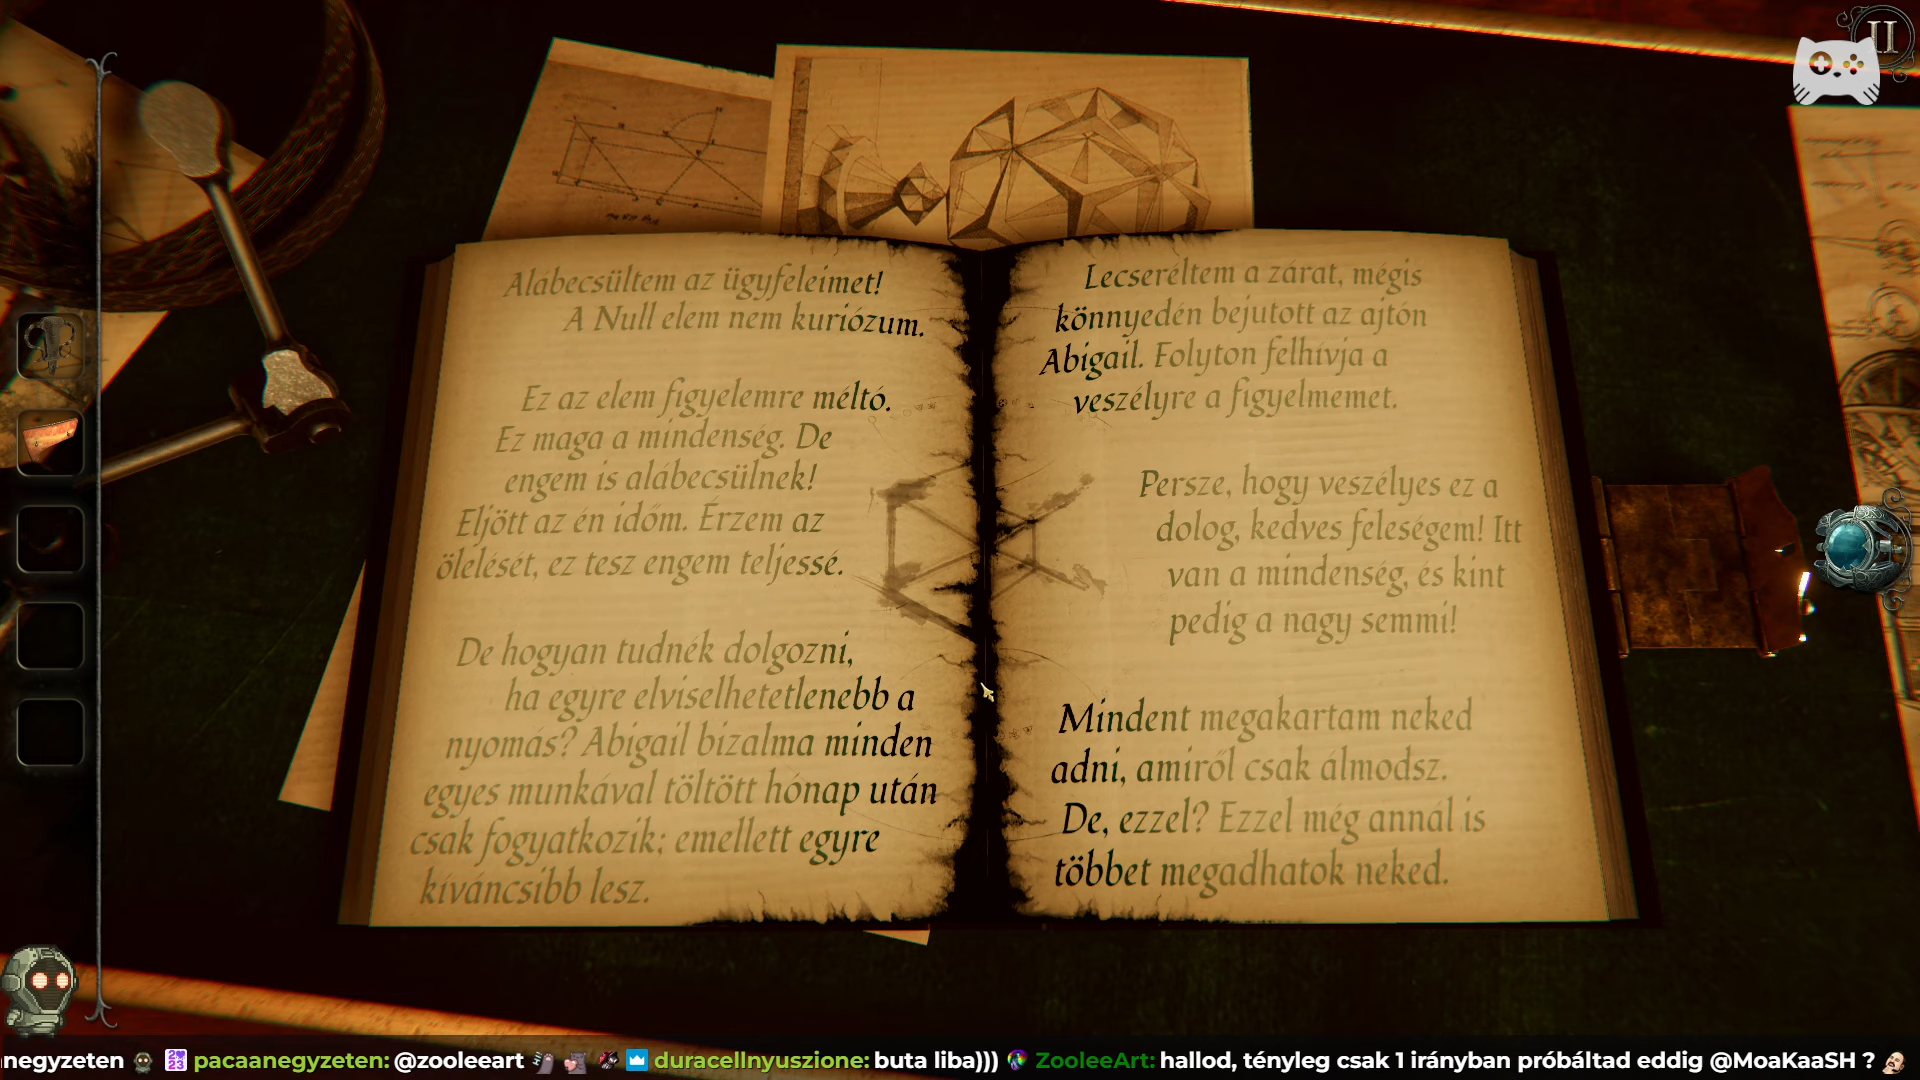 II
Alábecsültem az ügyfeleimet!
A Null elem nem kuriózum.
Ez az elem figyelemre méltó.
Ez maga a mindenség. De
engem is alábecsülnek!
Eljött az én időm. Érzem az
ölelését, ez tesz engem teljessé.
De hogyan tudnék dolgozni,
ha egyre elviselhetetlenebb a
nyomás? Abigail bizalma minden
egyes munkával töltött hónap után
csak fogyatkozik; emellett egyre
kíváncsibb lesz.
Lecseréltem a zárat, mégis
könnyedén bejutott az ajtón
Abigail. Folyton felhívja a
veszélyre a figyelmemet.
Persze, hogy veszélyes ez a
dolog, kedves feleségem! Itt
van a mindenség, és kint
pedig a nagy semmi!
Mindent megakartam neked
adni, amiről csak álmodsz.
De, ezzel? Ezzel még annál is
többet megadhatok neked.
negyzeten pacaanegyzeten: @zooleeart duracellnyuszione: buta liba))) ZooleeArt: hallod, tényleg csak 1 irányban próbáltad eddig @MoaKaaSH ?